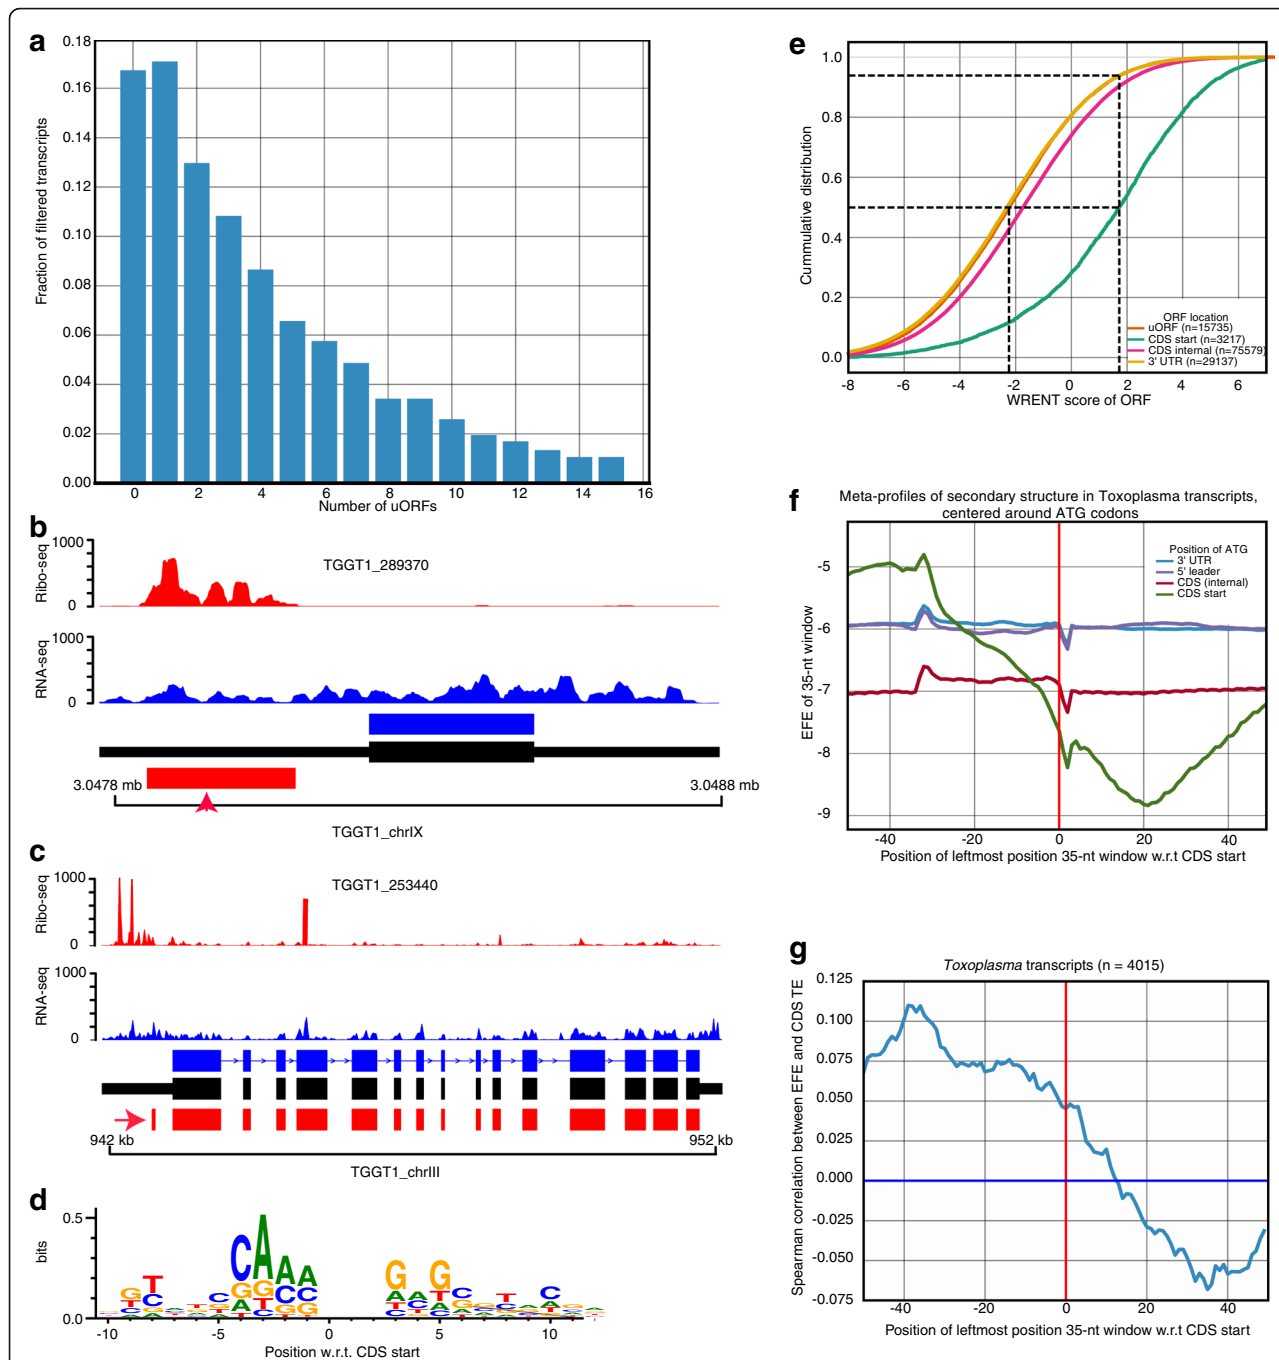 a
0.18
0.16
0.14
0.12
0.10
0.08
0.06
0.04
0.02
0.00
Fraction of filtered transcripts
0 2 4 6 8 10 12 14 16
Number of uORFs
b
Ribo-seq
1000
0
TGGT1_289370
RNA-seq
1000
0
3.0478 mb
3.0488 mb
TGGT1_chrIX
c
Ribo-seq
1000
0
TGGT1_253440
RNA-seq
1000
0
942 kb
952 kb
TGGT1_chrIII
d
bits
0.5
0.0
-10 -5 0 5 10
Position w.r.t. CDS start
e
1.0
0.8
0.6
0.4
0.2
0.0
Cummulative distribution
ORF location
uORF (n=15735)
CDS start (n=3217)
CDS internal (n=75579)
3' UTR (n=29137)
-8 -6 -4 -2 0 2 4 6
WRENT score of ORF
f
Meta-profiles of secondary structure in Toxoplasma transcripts,
centered around ATG codons
Position of ATG
3' UTR
5' leader
CDS (internal)
CDS start
-5
-6
-7
-8
-9
EFE of 35-nt window
-40 -20 0 20 40
Position of leftmost position 35-nt window w.r.t CDS start
g
Toxoplasma transcripts (n = 4015)
0.125
0.100
0.075
0.050
0.025
0.000
-0.025
-0.050
-0.075
Spearman correlation between EFE and CDS TE
-40 -20 0 20 40
Position of leftmost position 35-nt window w.r.t CDS start